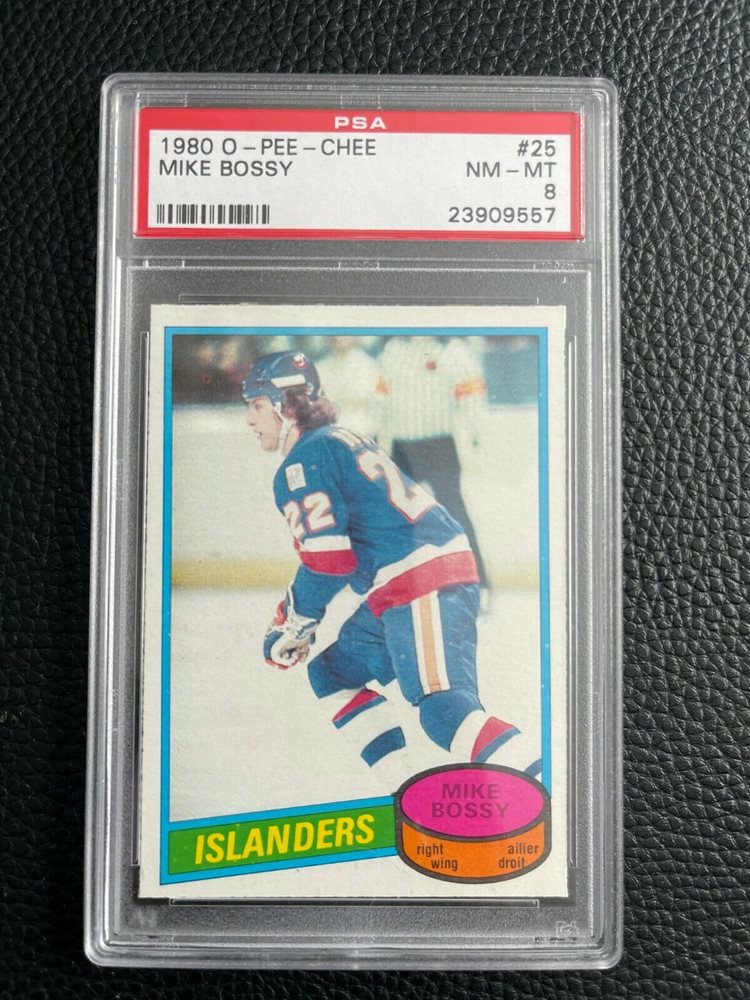 PSA
1980 O-PEE-CHEE #25
MIKE BOSSY NM-MT
8
23909557
22
22
ISLANDERS
MIKE
BOSSY
right ailier
wing droit